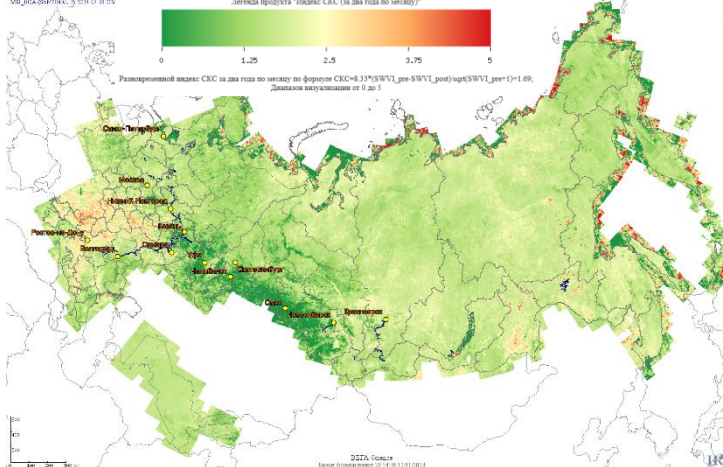 Легенда продукта "Индекс СКС (за два года по месяцу)"
0 1.25 2.5 3.75 5
Разновременной индекс СКС за два года по месяцу по формуле СКС=8.33*(SWVI_pre-SWVI_post)/sqrt(SWVI_pre+1)+1.69;
Диапазон визуализации от 0 до 5
Санкт-Петербург
Москва
Нижний Новгород
Казань
Ростов-на-Дону
Волгоград
Самара
Уфа
Екатеринбург
Челябинск
Омск
Новосибирск
Красноярск
ВЕГА-Science